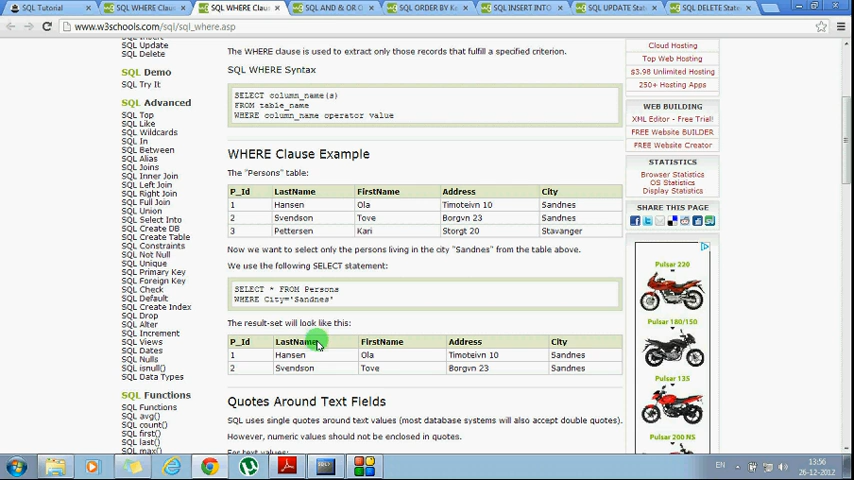 SQL Tutorial
SQL WHERE Clau
SQL WHERE Clau
SQL AND & OR O
SQL ORDER BY K
SQL INSERT INTO
SQL UPDATE Stat
SQL DELETE Stat
www.w3schools.com/sql/sql_where.asp
SQL Insert
SQL Update
SQL Delete
SQL Demo
SQL Try It
SQL Advanced
SQL Top
SQL Like
SQL Wildcards
SQL In
SQL Between
SQL Alias
SQL Joins
SQL Inner Join
SQL Left Join
SQL Right Join
SQL Full Join
SQL Union
SQL Select Into
SQL Create DB
SQL Create Table
SQL Constraints
SQL Not Null
SQL Unique
SQL Primary Key
SQL Foreign Key
SQL Check
SQL Default
SQL Create Index
SQL Drop
SQL Alter
SQL Increment
SQL Views
SQL Dates
SQL Nulls
SQL isnull()
SQL Data Types
SQL Functions
SQL Functions
SQL avg()
SQL count()
SQL first()
SQL last()
SQL max()
The WHERE clause is used to extract only those records that fulfill a specified criterion.
SQL WHERE Syntax
SELECT column_name(s)
FROM table_name
WHERE column_name operator value
WHERE Clause Example
The "Persons" table:
P_Id LastName FirstName Address City
1 Hansen Ola Timoteivn 10 Sandnes
2 Svendson Tove Borgvn 23 Sandnes
3 Pettersen Kari Storgt 20 Stavanger
Now we want to select only the persons living in the city "Sandnes" from the table above.
We use the following SELECT statement:
SELECT * FROM Persons
WHERE City='Sandnes'
The result-set will look like this:
P_Id LastName FirstName Address City
1 Hansen Ola Timoteivn 10 Sandnes
2 Svendson Tove Borgvn 23 Sandnes
Quotes Around Text Fields
SQL uses single quotes around text values (most database systems will also accept double quotes).
However, numeric values should not be enclosed in quotes.
For text values:
Cloud Hosting
Top Web Hosting
$3.98 Unlimited Hosting
250+ Hosting Apps
WEB BUILDING
XML Editor - Free Trial!
FREE Website BUILDER
FREE Website Creator
STATISTICS
Browser Statistics
OS Statistics
Display Statistics
SHARE THIS PAGE
Pulsar 220
Pulsar 180/150
Pulsar 135
Pulsar 200 NS
EN
13:56
26-12-2012